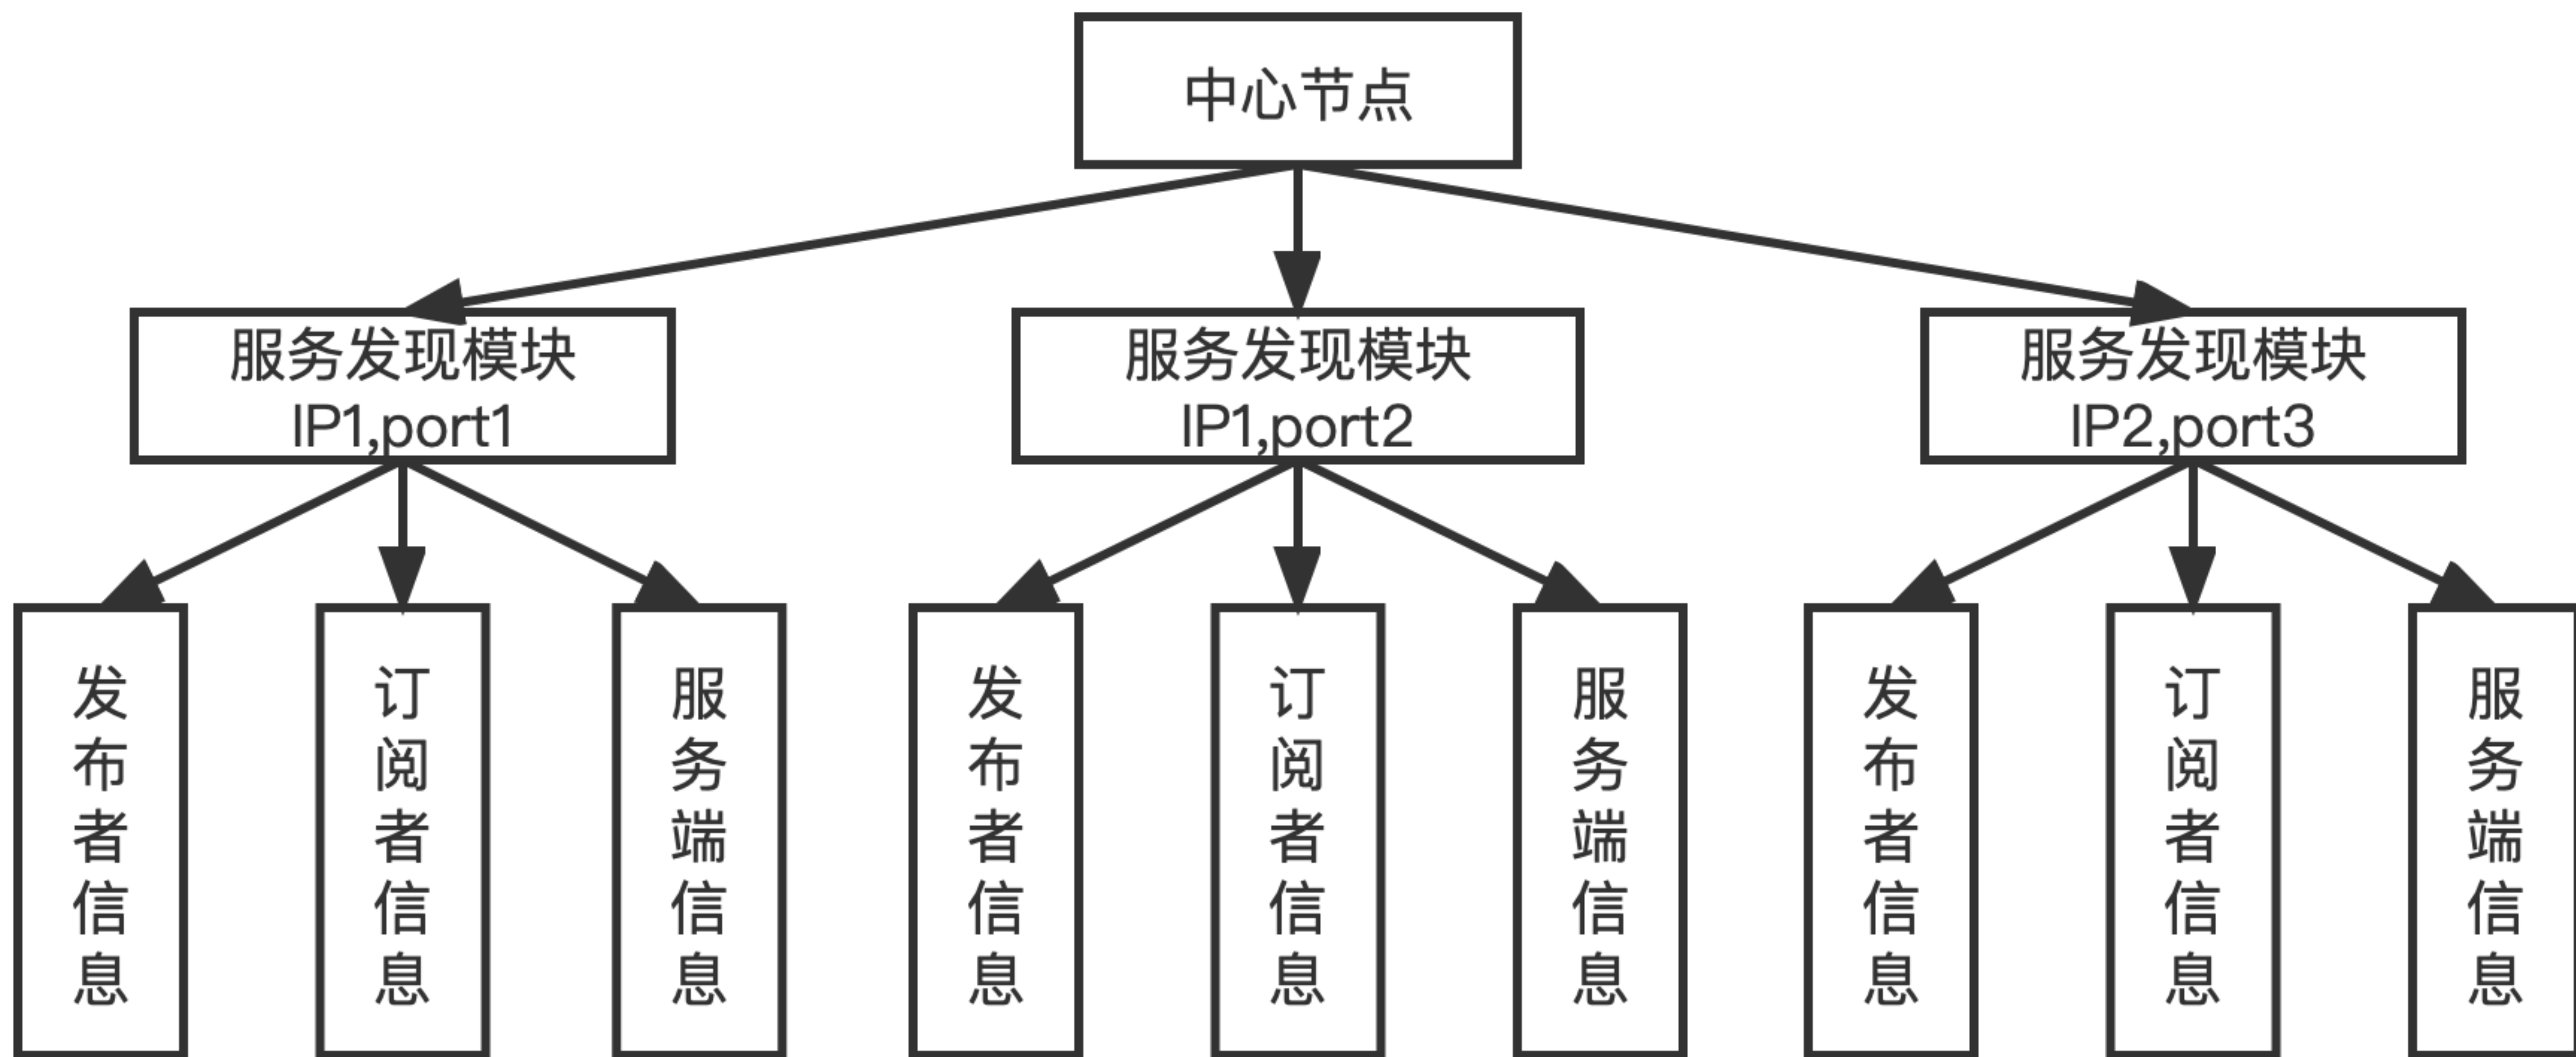 中心节点
服务发现模块
IP1,port1
服务发现模块
IP1,port2
服务发现模块
IP2,port3
发布者信息
订阅者信息
服务端信息
发布者信息
订阅者信息
服务端信息
发布者信息
订阅者信息
服务端信息